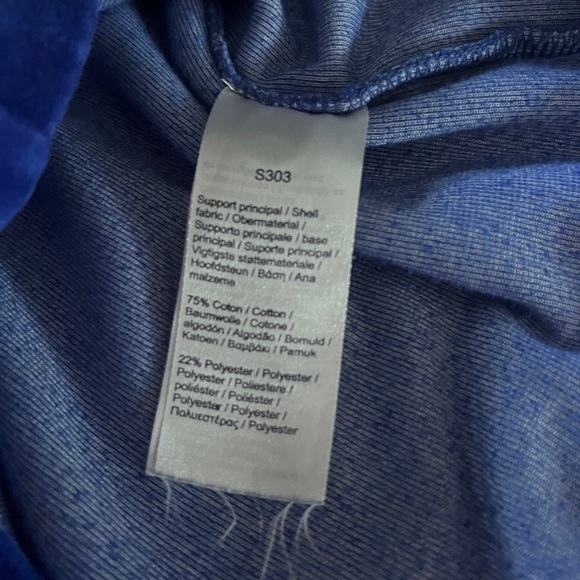 S303
Support principal / Shell
fabric / Obermaterial /
Supporto principale / base
principal / Suporte principal /
Vigtigste støttemateriale /
Hoofdsteun / Βάση / Ana
malzeme
75% Coton / Cotton /
Baumwolle / Cotone /
algodón / Algodão / Bomuld /
Katoen / Βαμβάκι / Pamuk
22% Polyester / Polyester /
Polyester / Poliestere /
poliéster / Poliéster /
Polyester / Polyester /
Πολυεστέρας / Polyester